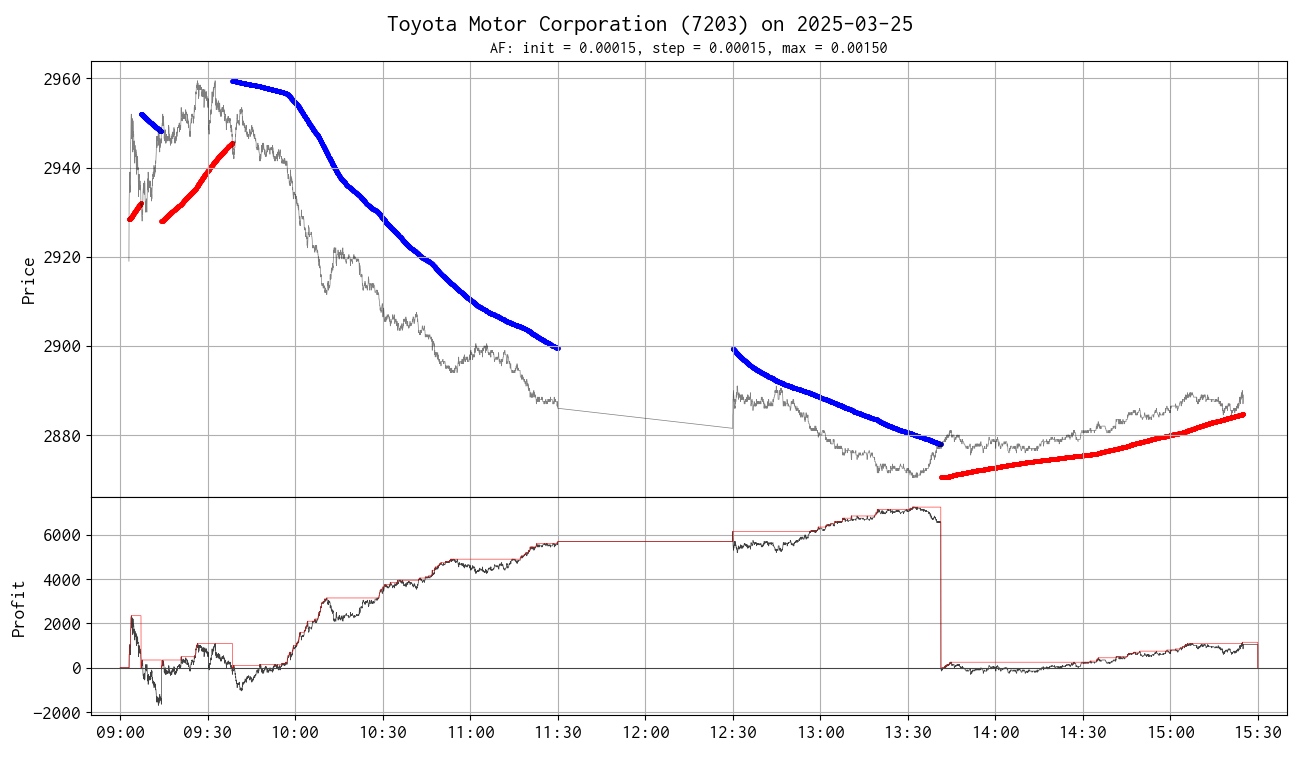 Toyota Motor Corporation (7203) on 2025-03-25
AF: init = 0.00015, step = 0.00015, max = 0.00150
Price
2960
2940
2920
2900
2880
Profit
6000
4000
2000
0
−2000
09:00 09:30 10:00 10:30 11:00 11:30 12:00 12:30 13:00 13:30 14:00 14:30 15:00 15:30